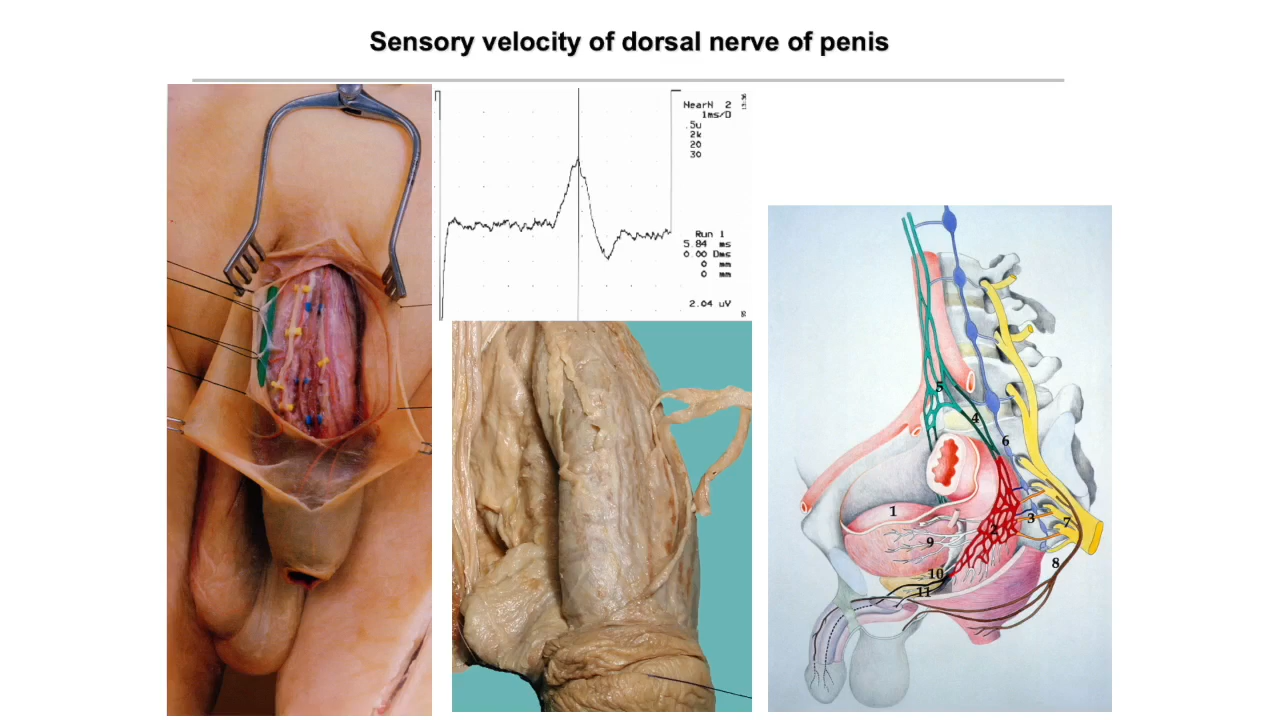 Sensory velocity of dorsal nerve of penis
NearN 2
1ms/D
.5u
2k
20
30
Run 1
5.84 ms
0.00 Dms
0 mm
0 mm
2.04 uV
5
4
6
1
2
3
7
9
8
10
11